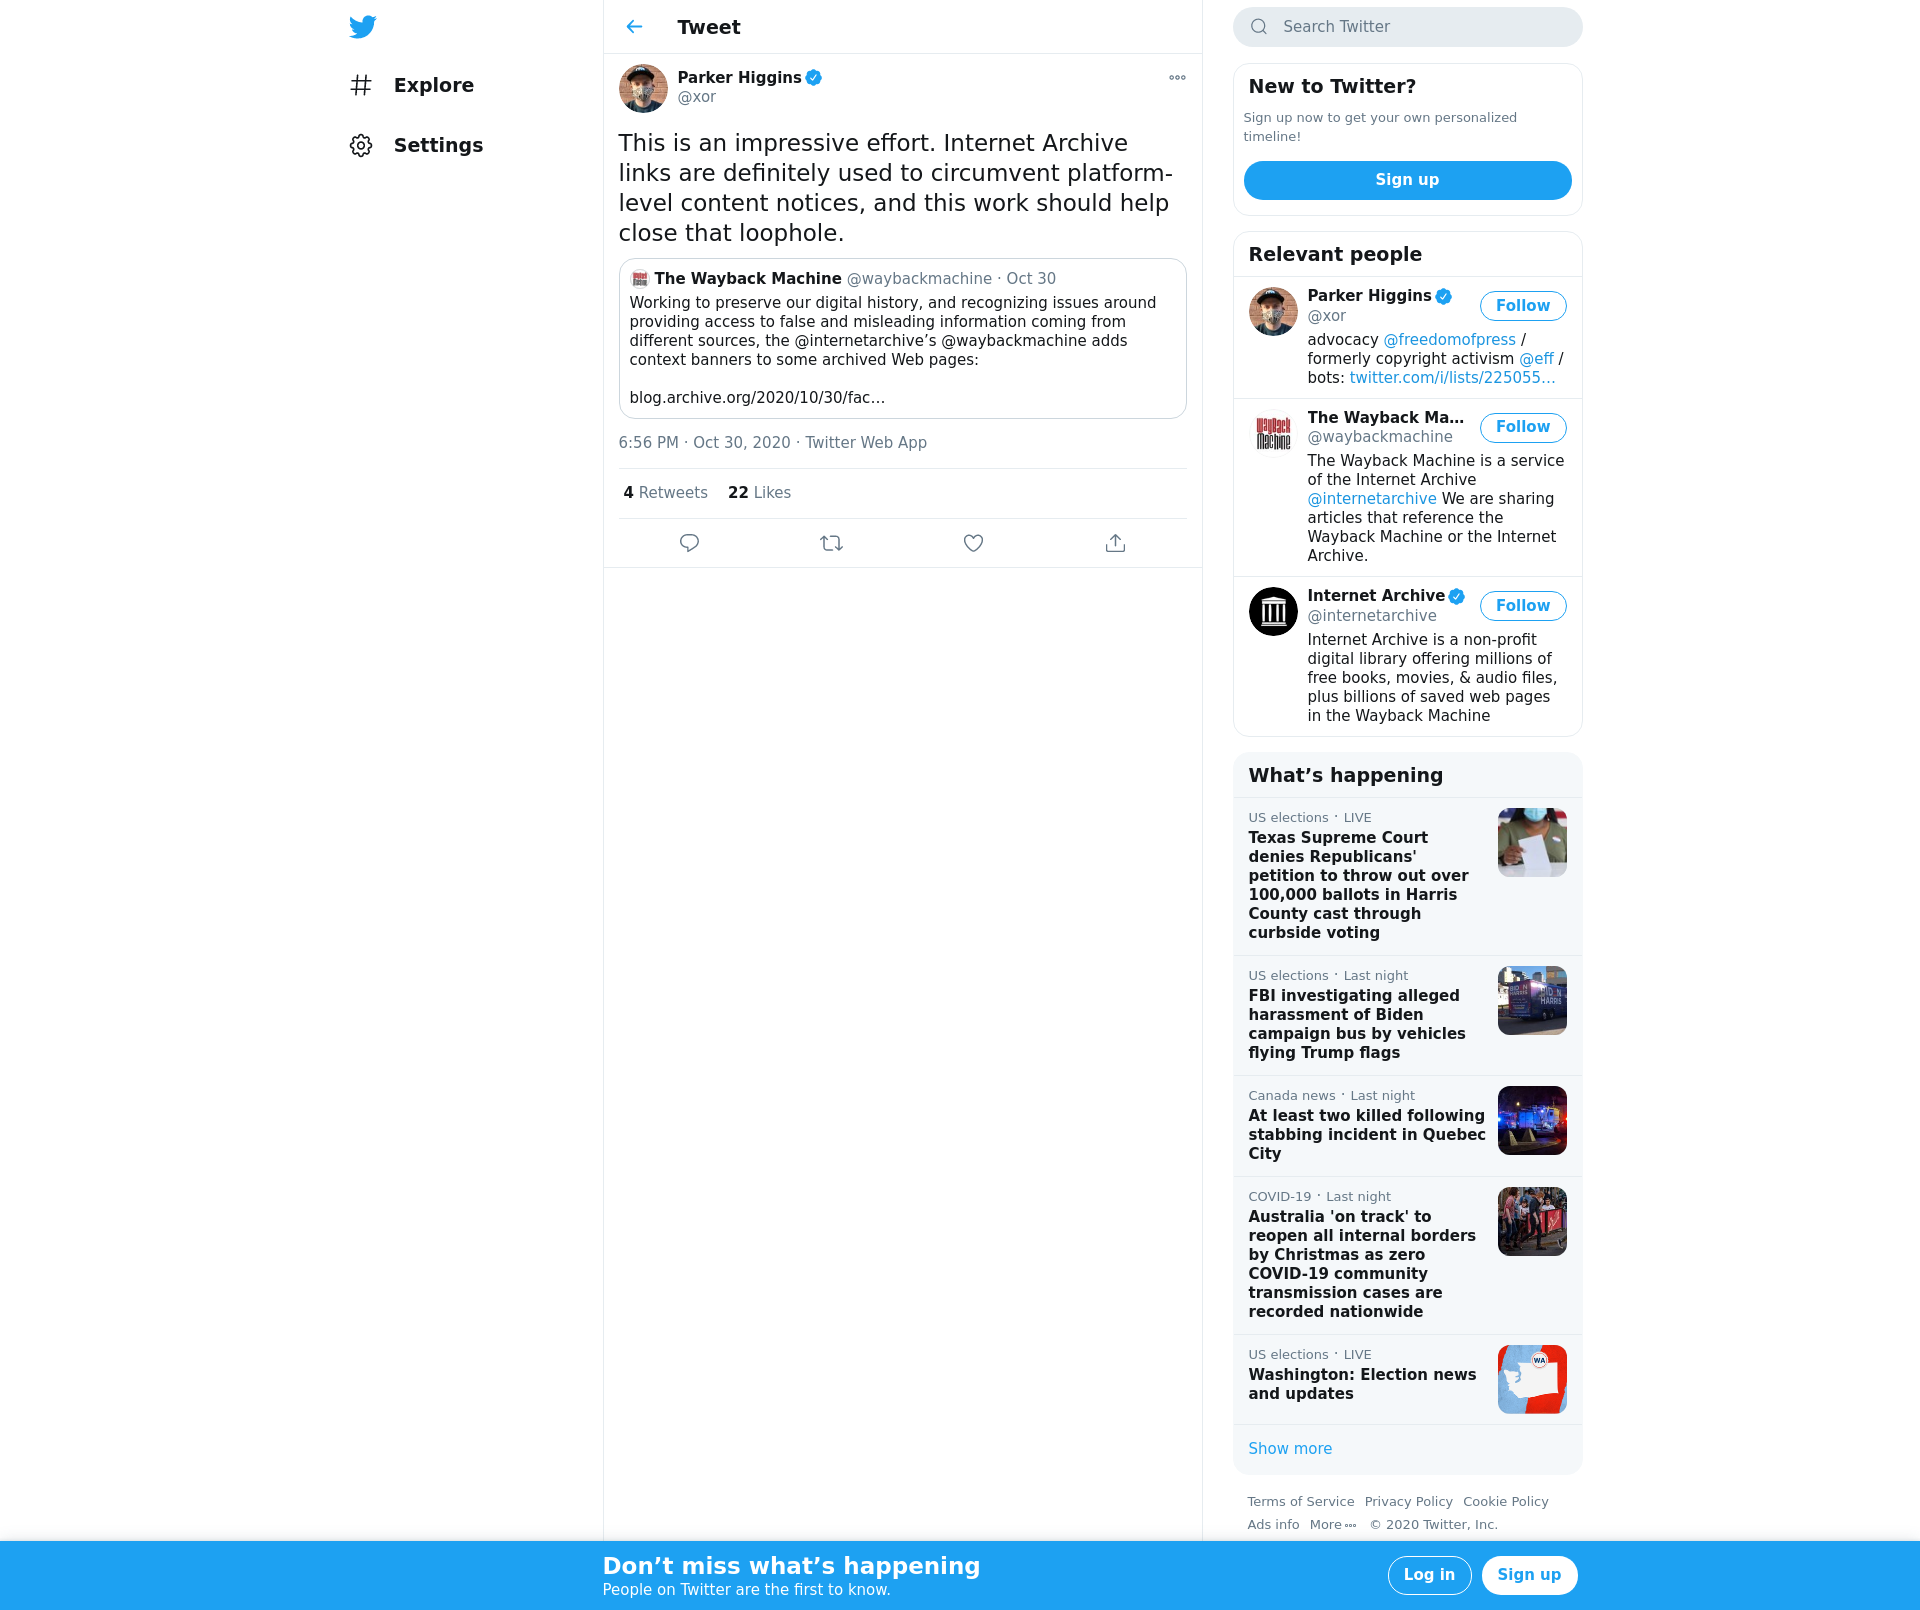 Explore
Settings
Tweet
Parker Higgins
@xor
This is an impressive effort. Internet Archive
links are definitely used to circumvent platform-
level content notices, and this work should help
close that loophole.
The Wayback Machine @waybackmachine · Oct 30
Working to preserve our digital history, and recognizing issues around
providing access to false and misleading information coming from
different sources, the @internetarchive’s @waybackmachine adds
context banners to some archived Web pages:
blog.archive.org/2020/10/30/fac…
6:56 PM · Oct 30, 2020 · Twitter Web App
4 Retweets 22 Likes
Search Twitter
New to Twitter?
Sign up now to get your own personalized
timeline!
Sign up
Relevant people
Parker Higgins
@xor
Follow
advocacy @freedomofpress /
formerly copyright activism @eff /
bots: twitter.com/i/lists/225055…
Wayback
Machine
The Wayback Ma…
@waybackmachine
Follow
The Wayback Machine is a service
of the Internet Archive
@internetarchive We are sharing
articles that reference the
Wayback Machine or the Internet
Archive.
Internet Archive
@internetarchive
Follow
Internet Archive is a non-profit
digital library offering millions of
free books, movies, & audio files,
plus billions of saved web pages
in the Wayback Machine
What’s happening
US elections · LIVE
Texas Supreme Court
denies Republicans'
petition to throw out over
100,000 ballots in Harris
County cast through
curbside voting
US elections · Last night
FBI investigating alleged
harassment of Biden
campaign bus by vehicles
flying Trump flags
Canada news · Last night
At least two killed following
stabbing incident in Quebec
City
COVID-19 · Last night
Australia 'on track' to
reopen all internal borders
by Christmas as zero
COVID-19 community
transmission cases are
recorded nationwide
US elections · LIVE
Washington: Election news
and updates
WA
Show more
Terms of Service Privacy Policy Cookie Policy
Ads info More © 2020 Twitter, Inc.
Don’t miss what’s happening
People on Twitter are the first to know.
Log in
Sign up